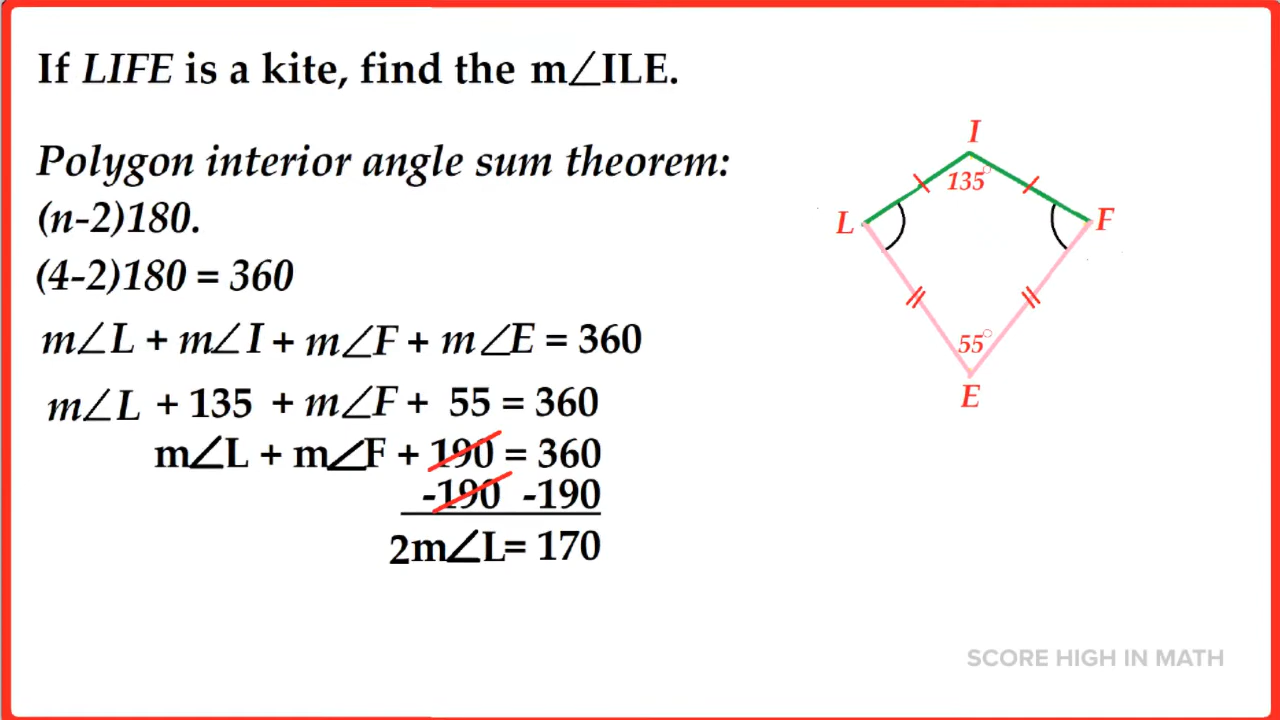 If LIFE is a kite, find the m∠ILE.
Polygon interior angle sum theorem:
(n-2)180.
(4-2)180 = 360
m∠L + m∠I + m∠F + m∠E = 360
m∠L + 135 + m∠F + 55 = 360
m∠L + m∠F + 190 = 360
-190 -190
2m∠L= 170
I
135°
L
F
55°
E
SCORE HIGH IN MATH